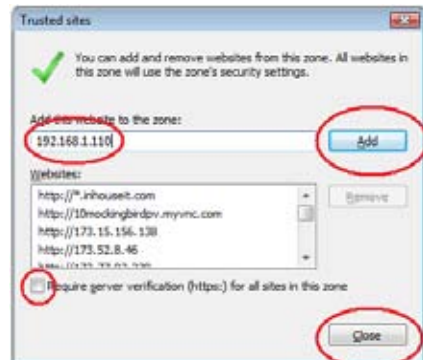 Trusted sites
You can add and remove websites from this zone. All websites in
this zone will use the zone's security settings.
Add this website to the zone:
192.168.1.110
Add
Websites:
http://*.inhouseit.com
http://10mockingbirdpv.myvnc.com
http://173.15.156.138
http://173.52.8.46
Remove
Require server verification (https:) for all sites in this zone
Close